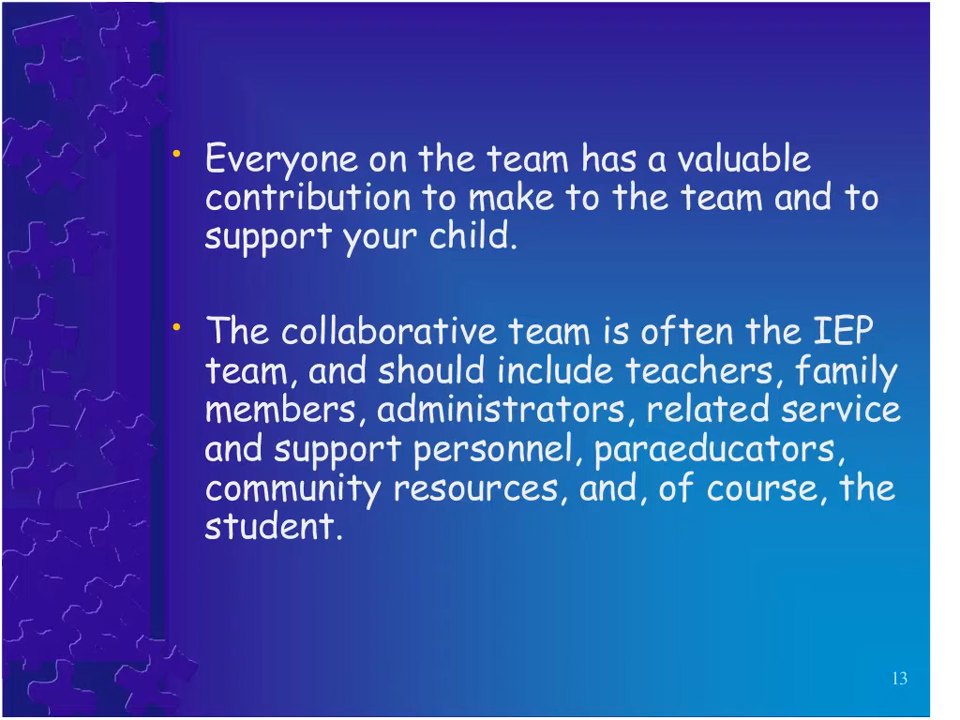 • Everyone on the team has a valuable
contribution to make to the team and to
support your child.
• The collaborative team is often the IEP
team, and should include teachers, family
members, administrators, related service
and support personnel, paraeducators,
community resources, and, of course, the
student.
13